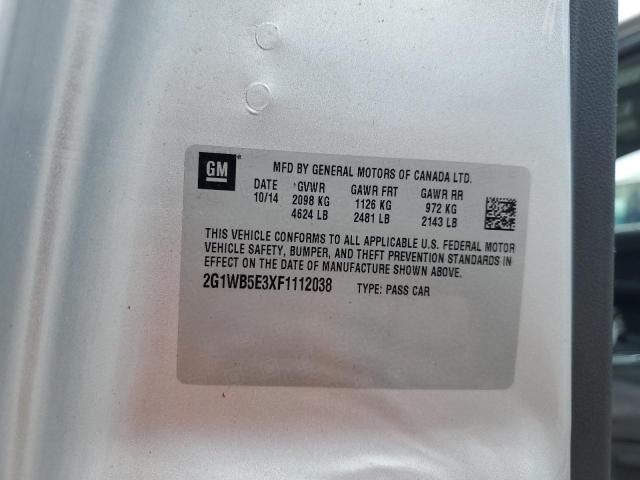 GM
MFD BY GENERAL MOTORS OF CANADA LTD.
DATE GVWR GAWR FRT GAWR RR
10/14 2098 KG 1126 KG 972 KG
4624 LB 2481 LB 2143 LB
THIS VEHICLE CONFORMS TO ALL APPLICABLE U.S. FEDERAL MOTOR
VEHICLE SAFETY, BUMPER, AND THEFT PREVENTION STANDARDS IN
EFFECT ON THE DATE OF MANUFACTURE SHOWN ABOVE.
2G1WB5E3XF1112038 TYPE: PASS CAR